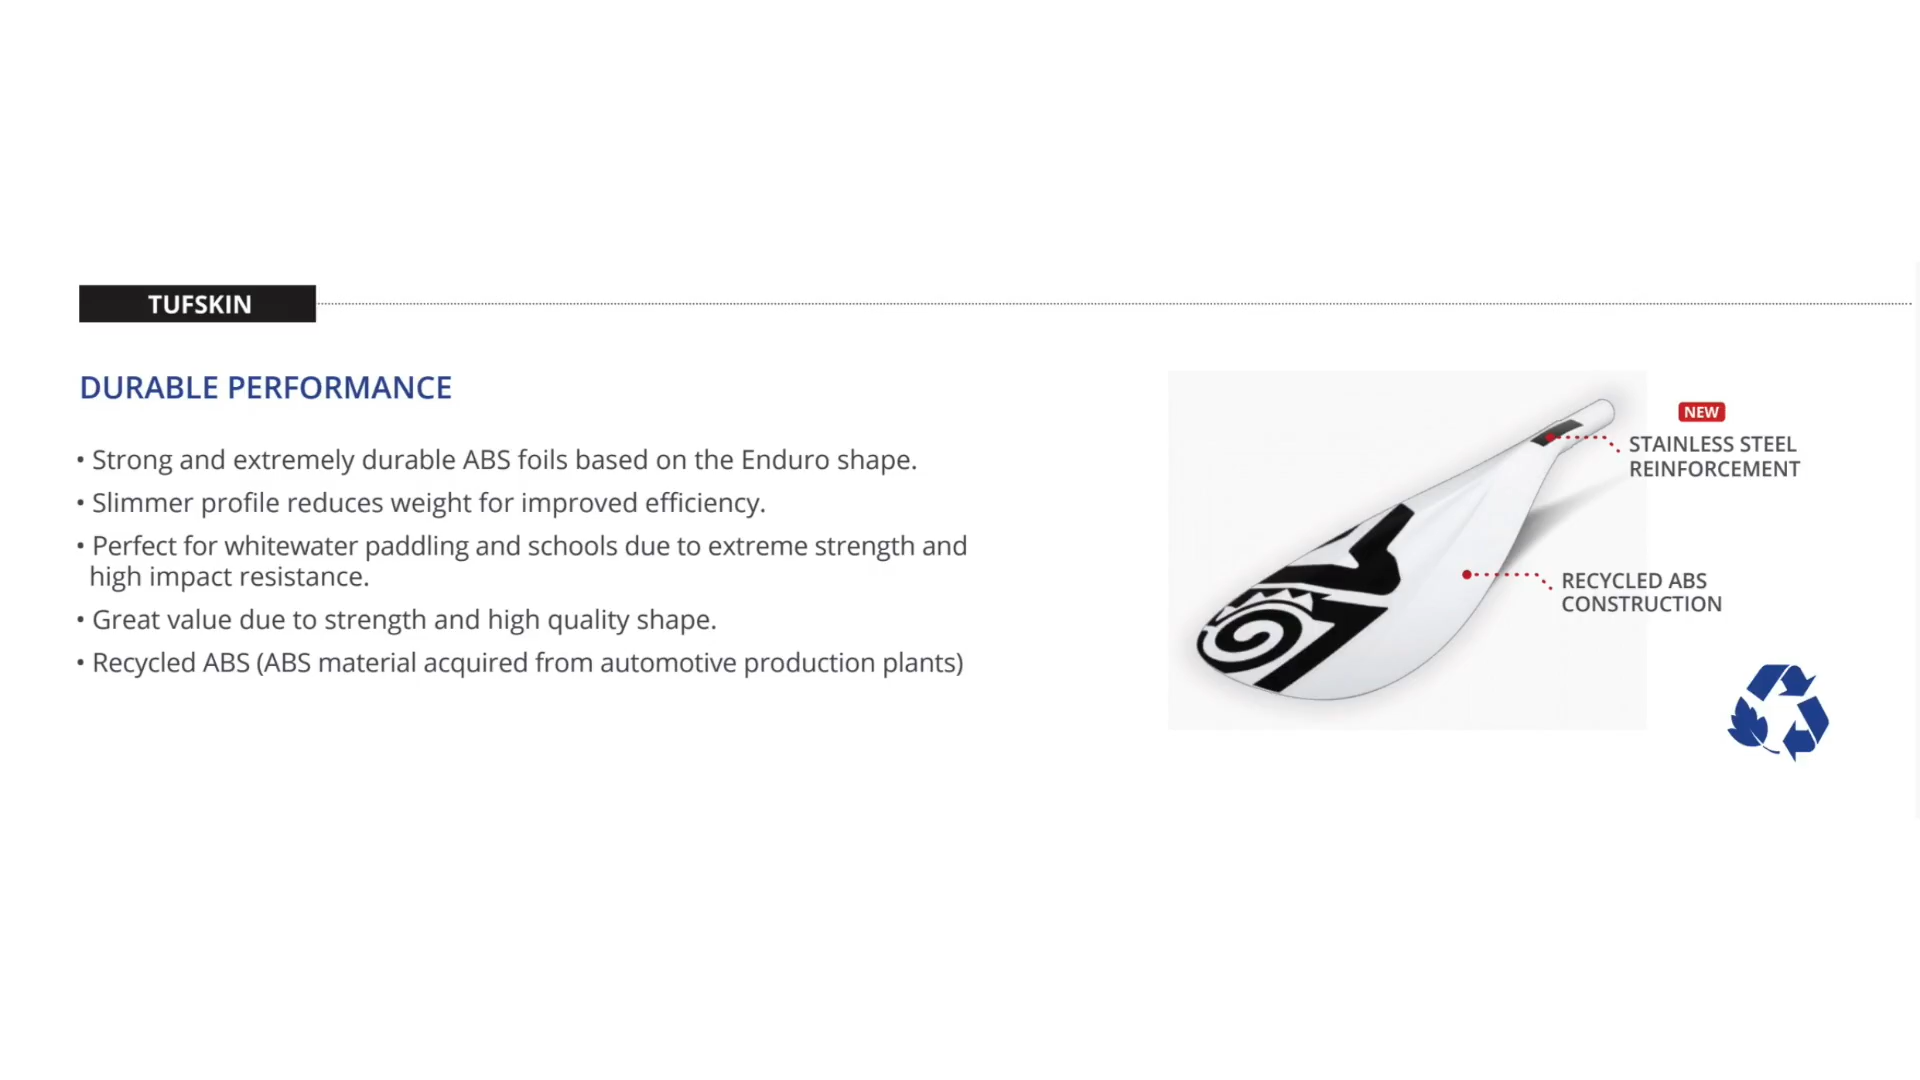 TUFSKIN
DURABLE PERFORMANCE
• Strong and extremely durable ABS foils based on the Enduro shape.
• Slimmer profile reduces weight for improved efficiency.
• Perfect for whitewater paddling and schools due to extreme strength and
high impact resistance.
• Great value due to strength and high quality shape.
• Recycled ABS (ABS material acquired from automotive production plants)
NEW
STAINLESS STEEL
REINFORCEMENT
RECYCLED ABS
CONSTRUCTION